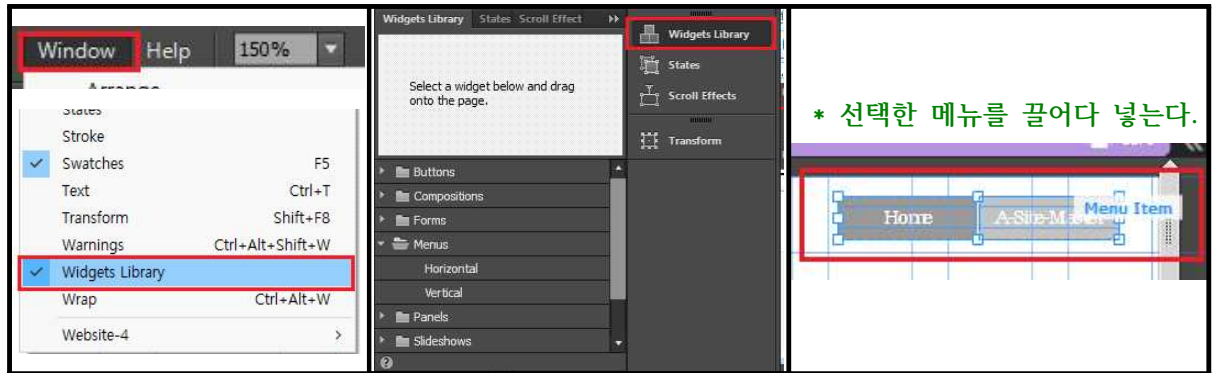 Window Help 150%
Stroke
Swatches F5
Text Ctrl+T
Transform Shift+F8
Warnings Ctrl+Alt+Shift+W
Widgets Library
Wrap Ctrl+Alt+W
Website-4 >
Widgets Library States Scroll Effect
Select a widget below and drag
onto the page.
Buttons
Compositions
Forms
Menus
Horizontal
Vertical
Panels
Slideshows
Widgets Library
States
Scroll Effects
Transform
* 선택한 메뉴를 끌어다 넣는다.
Home Menu Item